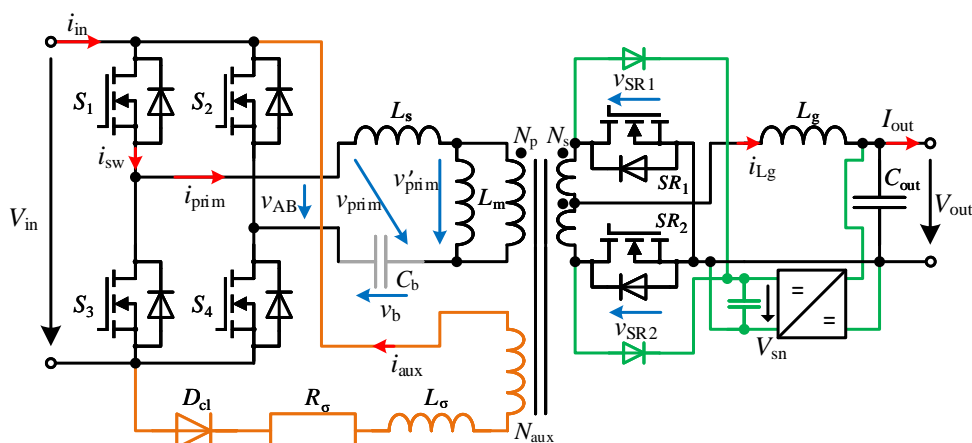 i_in
S_1
S_2
v_SR1
L_s
N_p
N_s
L_g
I_out
i_sw
SR_1
i_Lg
C_out
i_prim
v_AB
v_prim
v'_prim
L_m
V_in
V_out
SR_2
S_3
S_4
C_b
v_b
=
=
v_SR2
V_sn
i_aux
D_cl
R_σ
L_σ
N_aux